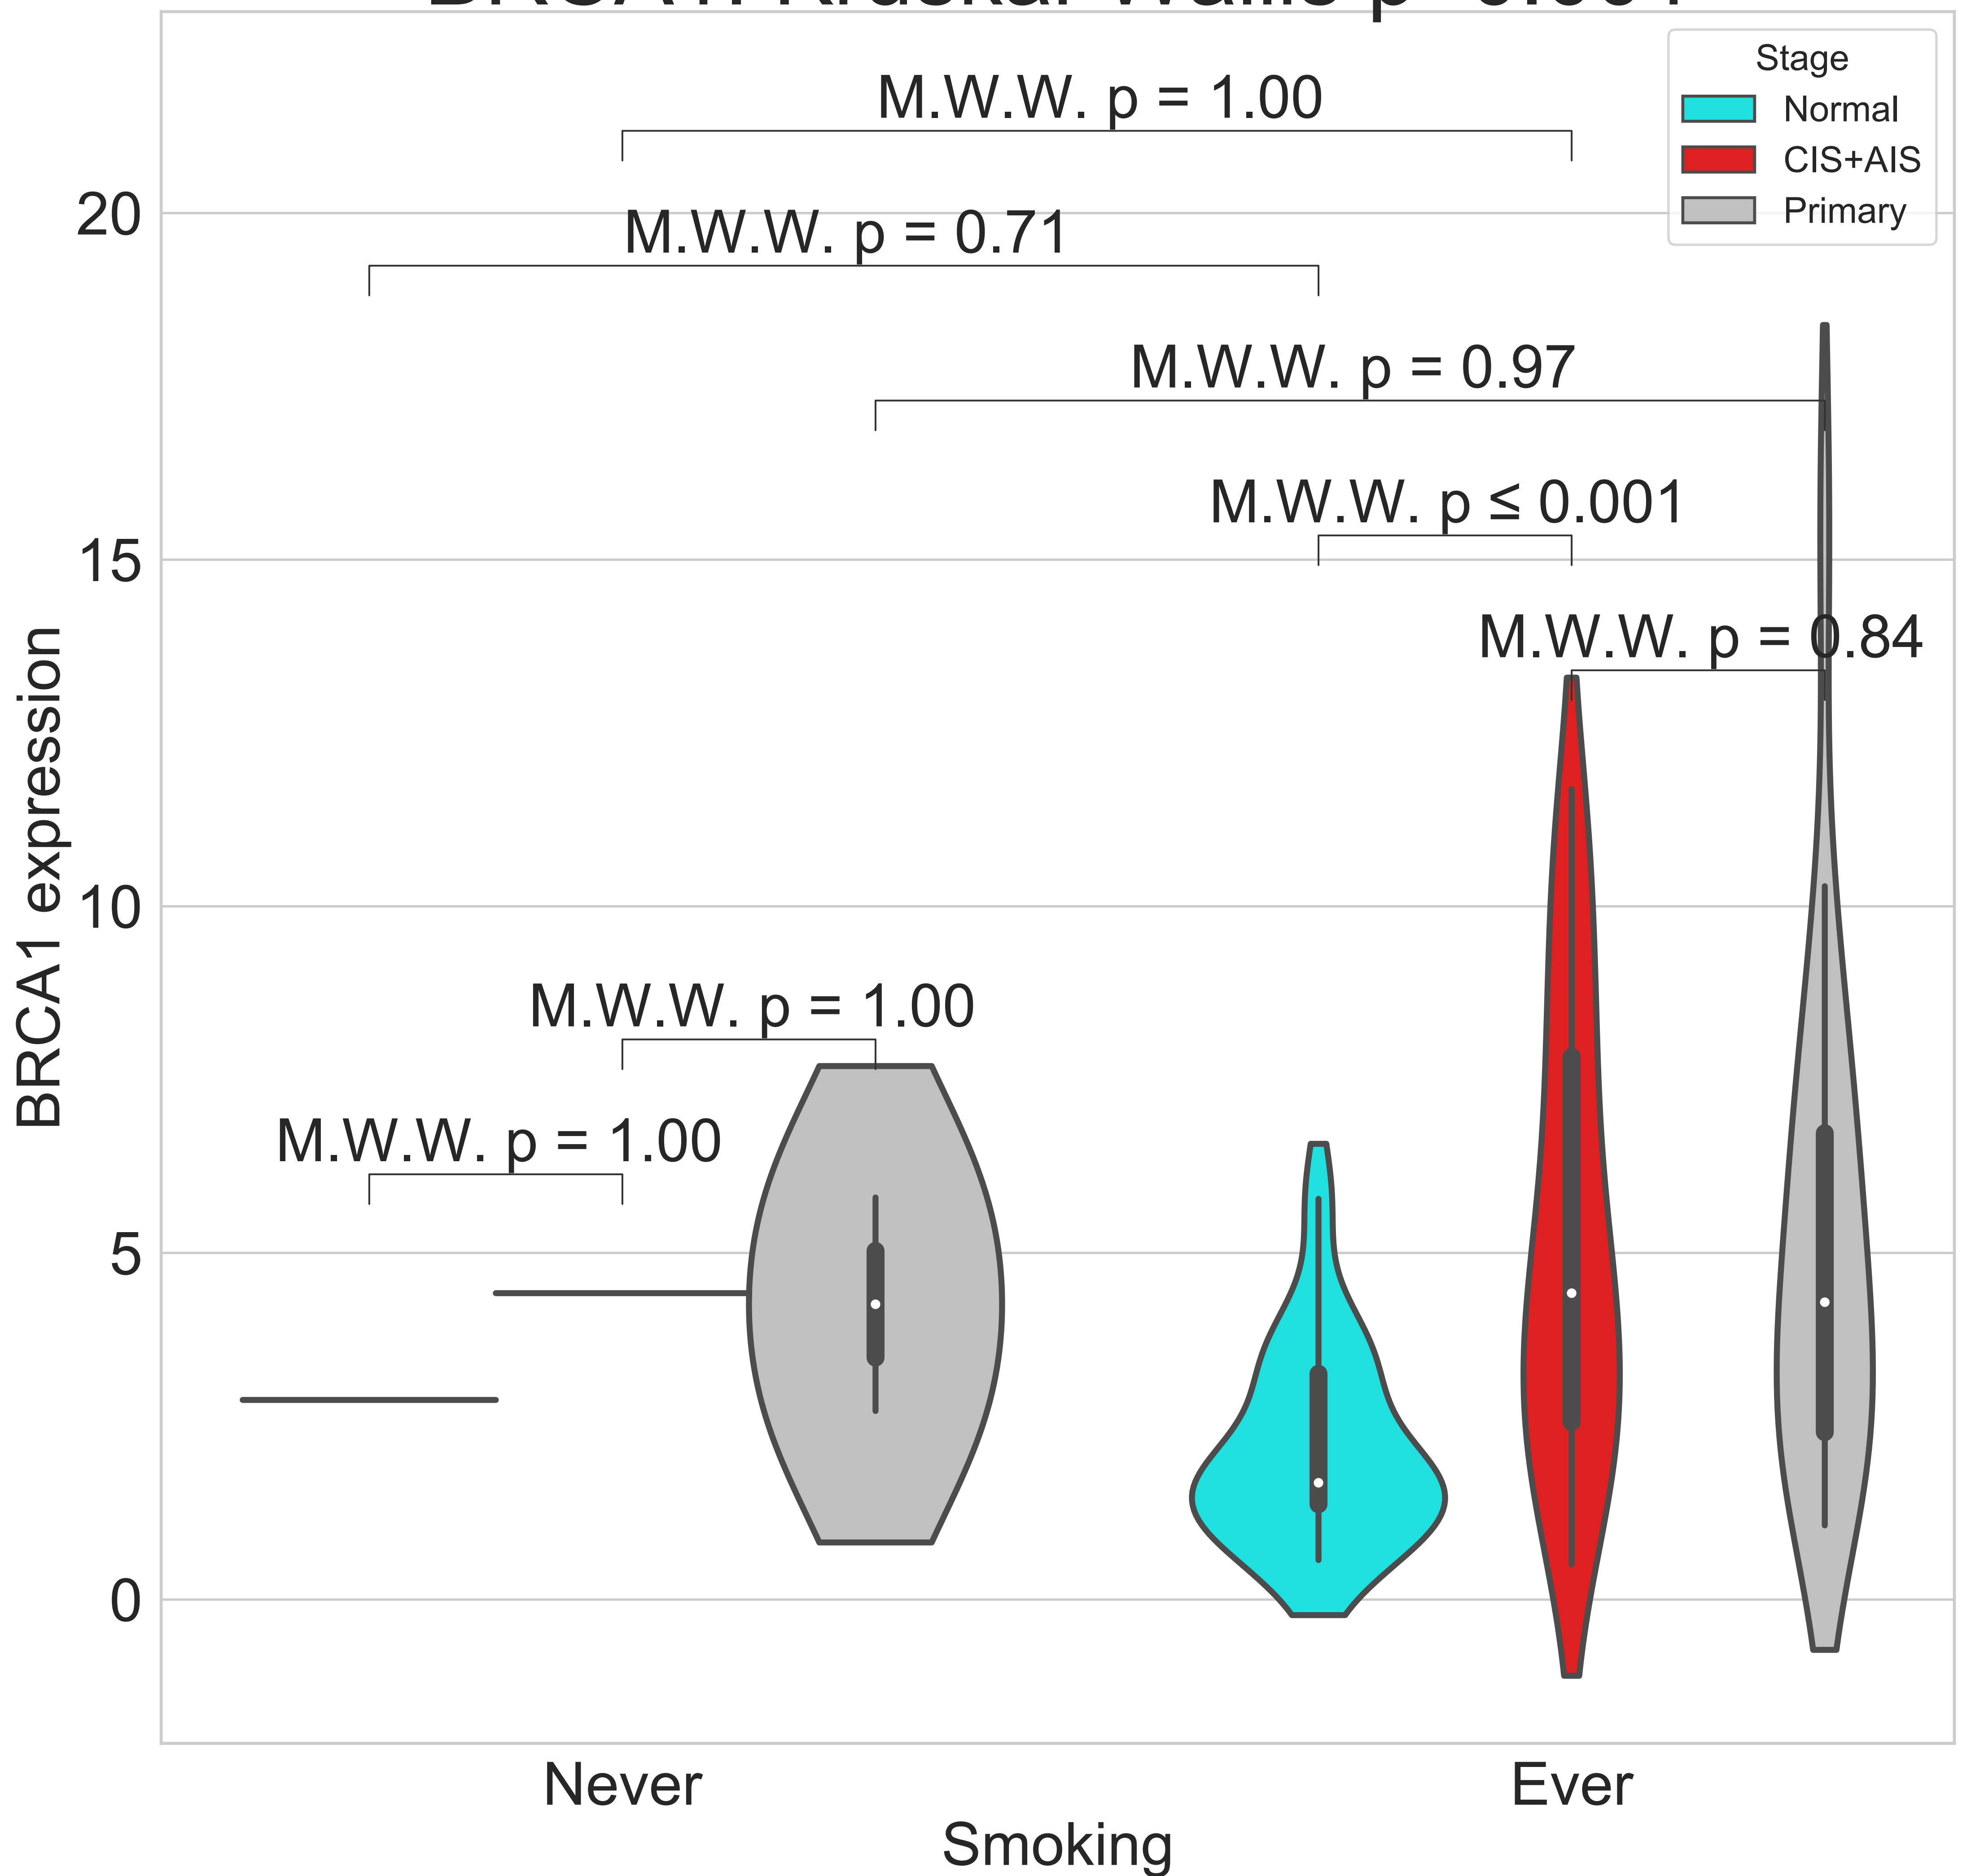 Stage
Normal
CIS+AIS
Primary
M.W.W. p = 1.00
M.W.W. p = 0.71
M.W.W. p = 0.97
M.W.W. p ≤ 0.001
M.W.W. p = 0.84
M.W.W. p = 1.00
M.W.W. p = 1.00
20
15
10
5
0
BRCA1 expression
Never
Ever
Smoking